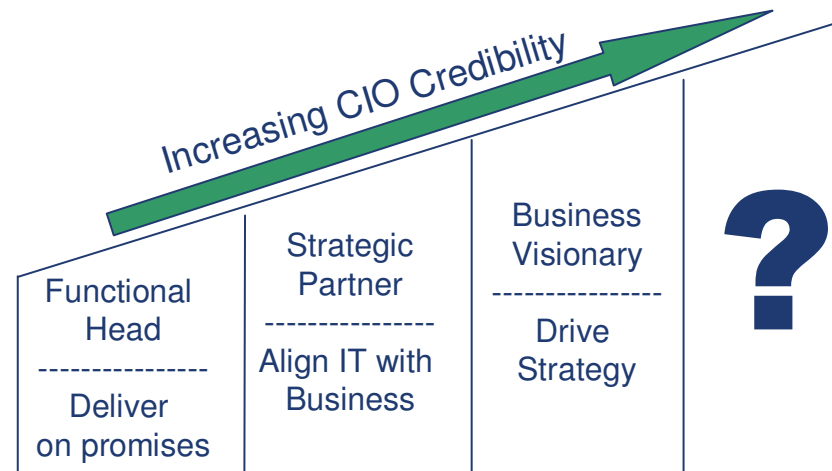 Increasing CIO Credibility
Functional
Head
---------------
Deliver
on promises
Strategic
Partner
---------------
Align IT with
Business
Business
Visionary
---------------
Drive
Strategy
?